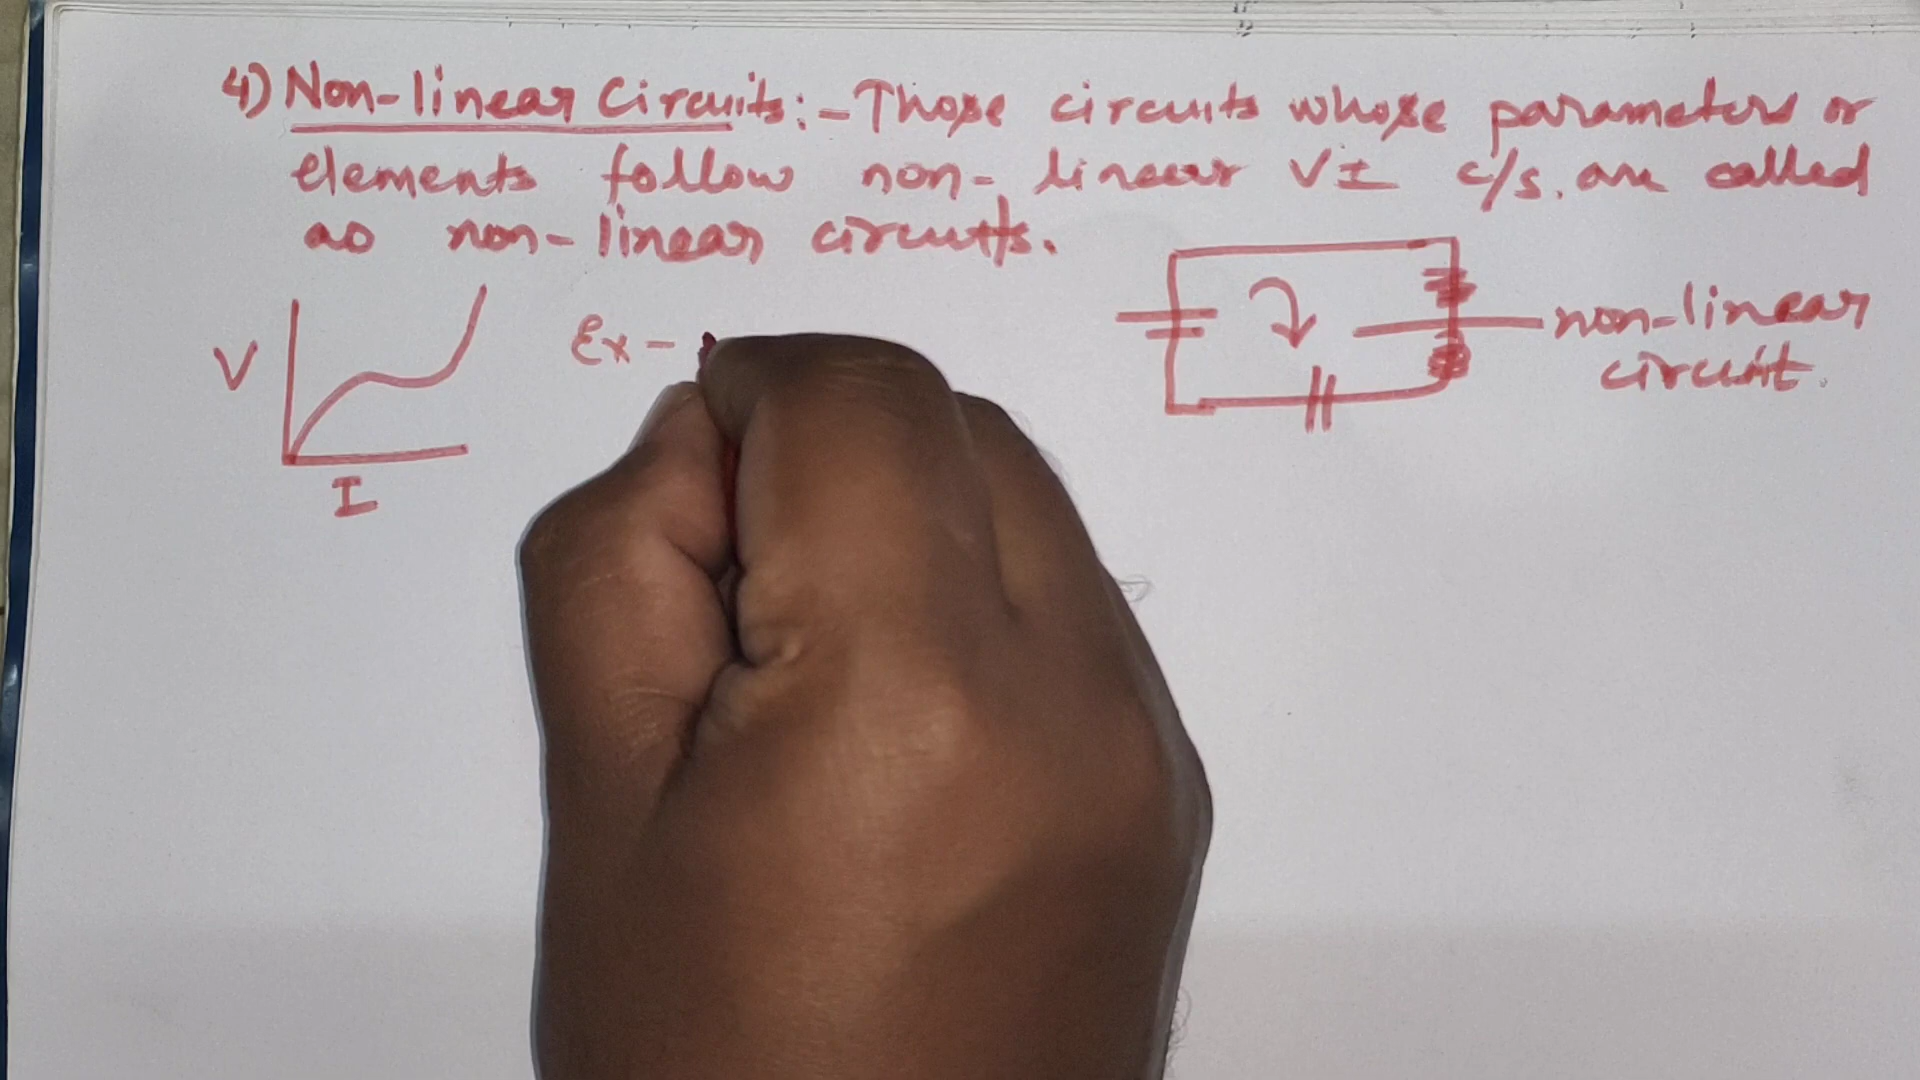 4) Non-linear Circuits:- Those circuits whose parameters or
elements follow non-linear VI c/s. are called
as non-linear circuits.
V
I
Ex -
non-linear
circuit.